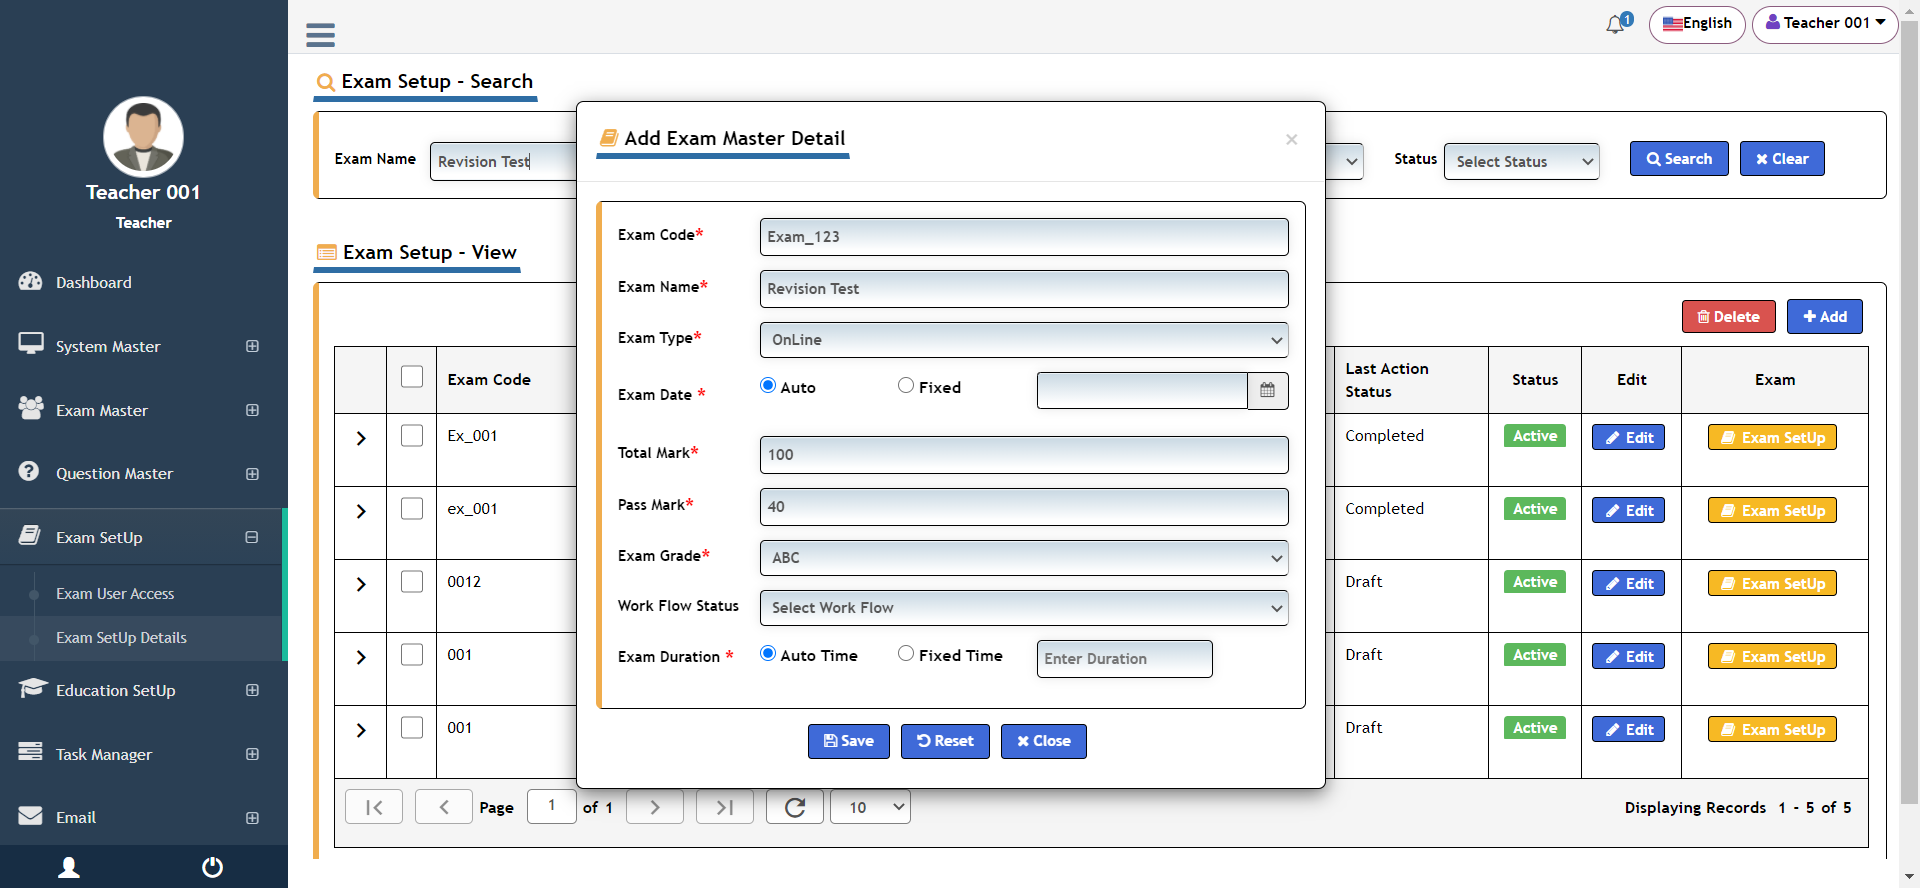 1
English
Teacher 001
Teacher 001
Teacher
Dashboard
System Master
Exam Master
Question Master
Exam SetUp
Exam User Access
Exam SetUp Details
Education SetUp
Task Manager
Email
Exam Setup - Search
Exam Name
Revision Test
Status
Select Status
Search
Clear
Exam Setup - View
Delete
Add
Exam Code
Last Action
Status
Status
Edit
Exam
Ex_001
Completed
Active
Edit
Exam SetUp
ex_001
Completed
Active
Edit
Exam SetUp
0012
Draft
Active
Edit
Exam SetUp
001
Draft
Active
Edit
Exam SetUp
001
Draft
Active
Edit
Exam SetUp
Page
1
of 1
10
Displaying Records 1 - 5 of 5
Add Exam Master Detail
×
Exam Code*
Exam_123
Exam Name*
Revision Test
Exam Type*
OnLine
Exam Date *
Auto
Fixed
Total Mark*
100
Pass Mark*
40
Exam Grade*
ABC
Work Flow Status
Select Work Flow
Exam Duration *
Auto Time
Fixed Time
Enter Duration
Save
Reset
Close